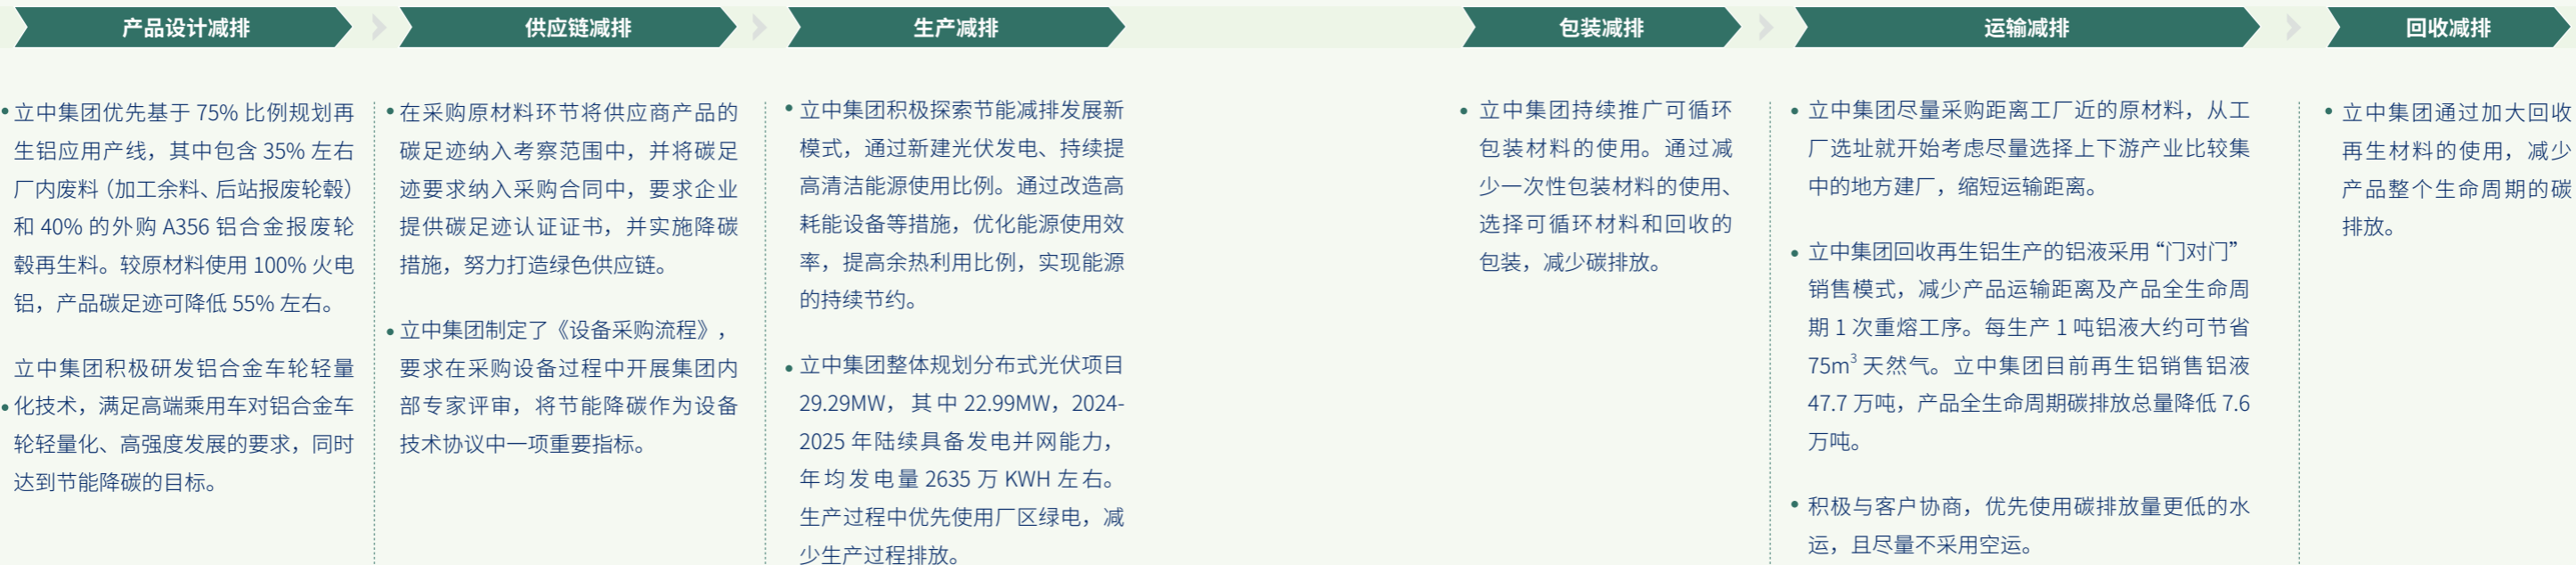 产品设计减排
立中集团优先基于 75% 比例规划再
生铝应用产线，其中包含 35% 左右
厂内废料（加工余料、后站报废轮毂）
和 40% 的外购 A356 铝合金报废轮
毂再生料。较原材料使用 100% 火电
铝，产品碳足迹可降低 55% 左右。
立中集团积极研发铝合金车轮轻量
化技术，满足高端乘用车对铝合金车
轮轻量化、高强度发展的要求，同时
达到节能降碳的目标。
供应链减排
在采购原材料环节将供应商产品的
碳足迹纳入考察范围中，并将碳足
迹要求纳入采购合同中，要求企业
提供碳足迹认证证书，并实施降碳
措施，努力打造绿色供应链。
立中集团制定了《设备采购流程》，
要求在采购设备过程中开展集团内
部专家评审，将节能降碳作为设备
技术协议中一项重要指标。
生产减排
立中集团积极探索节能减排发展新
模式，通过新建光伏发电、持续提
高清洁能源使用比例。通过改造高
耗能设备等措施，优化能源使用效
率，提高余热利用比例，实现能源
的持续节约。
立中集团整体规划分布式光伏项目
29.29MW，其中 22.99MW，2024-
2025 年陆续具备发电并网能力，
年均发电量 2635 万 KWH 左右。
生产过程中优先使用厂区绿电，减
少生产过程排放。
包装减排
立中集团持续推广可循环
包装材料的使用。通过减
少一次性包装材料的使用、
选择可循环材料和回收的
包装，减少碳排放。
运输减排
立中集团尽量采购距离工厂近的原材料，从工
厂选址就开始考虑尽量选择上下游产业比较集
中的地方建厂，缩短运输距离。
立中集团回收再生铝生产的铝液采用“门对门”
销售模式，减少产品运输距离及产品全生命周
期 1 次重熔工序。每生产 1 吨铝液大约可节省
75m³ 天然气。立中集团目前再生铝销售铝液
47.7 万吨，产品全生命周期碳排放总量降低 7.6
万吨。
积极与客户协商，优先使用碳排放量更低的水
运，且尽量不采用空运。
回收减排
立中集团通过加大回收
再生材料的使用，减少
产品整个生命周期的碳
排放。